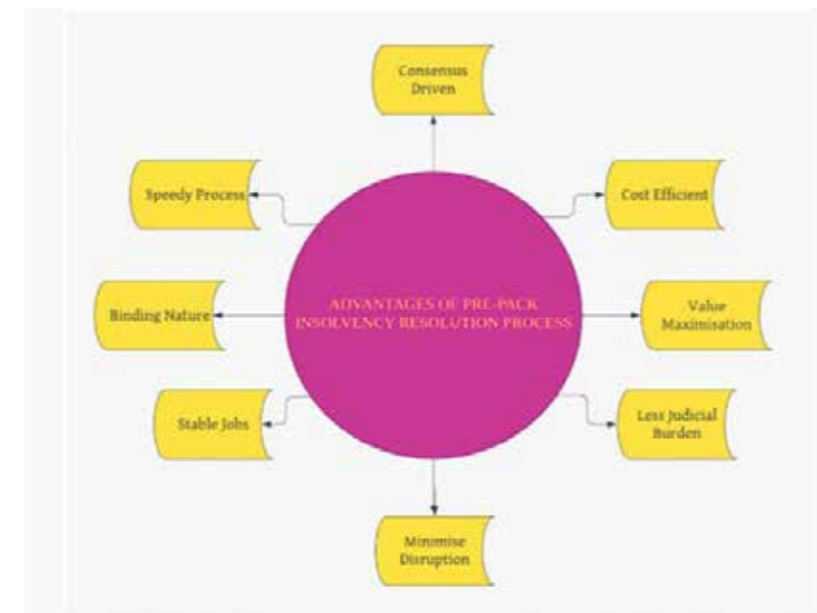 Consensus
Driven
Speedy Process
Cost Efficient
ADVANTAGES OF PRE-PACK
INSOLVENCY RESOLUTION PROCESS
Binding Nature
Value
Maximisation
Stable Jobs
Less Judicial
Burden
Minimise
Disruption